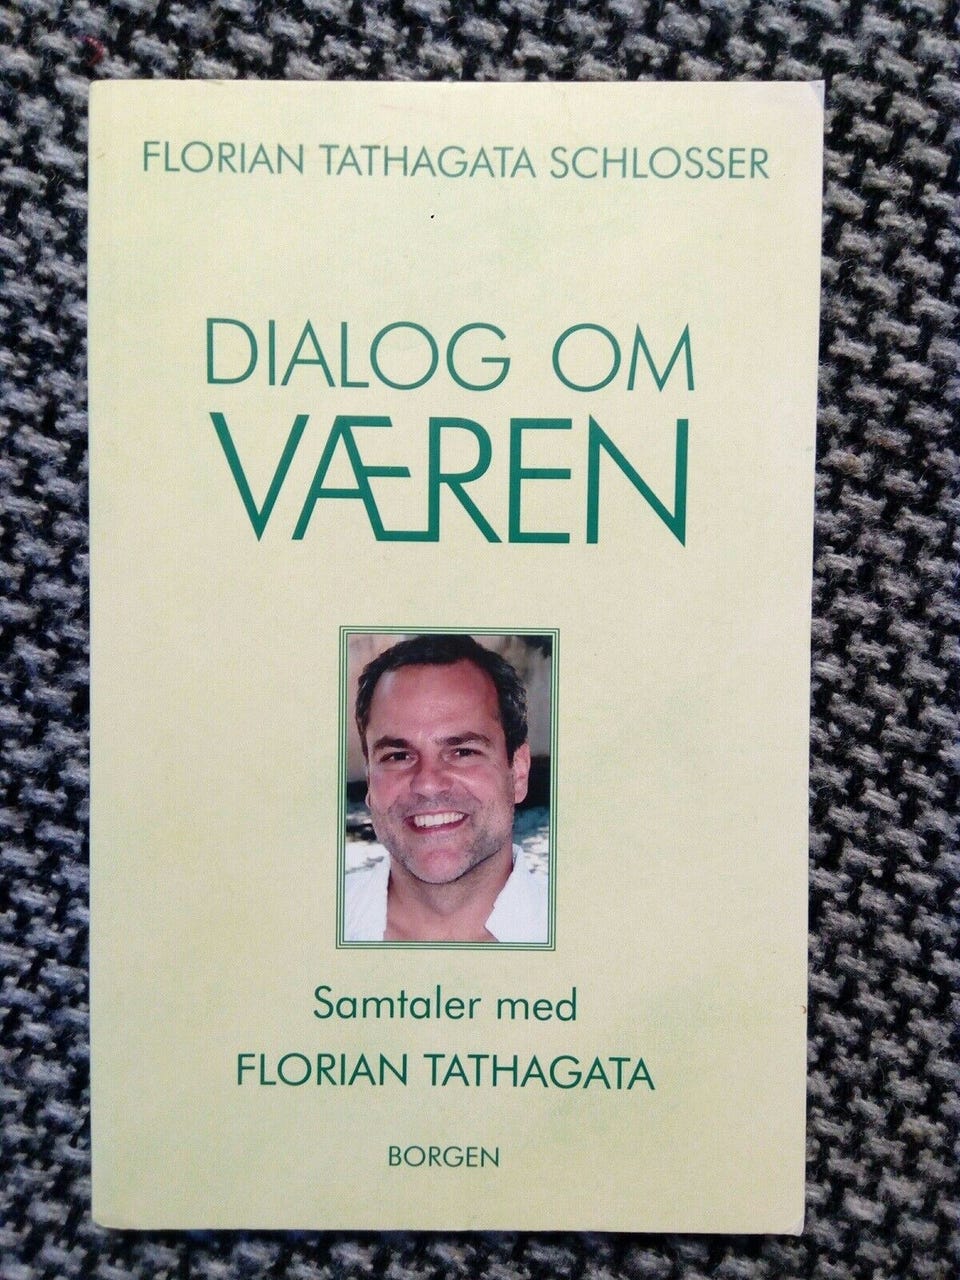 FLORIAN TATHAGATA SCHLOSSER
DIALOG OM
VÆREN
Samtaler med
FLORIAN TATHAGATA
BORGEN